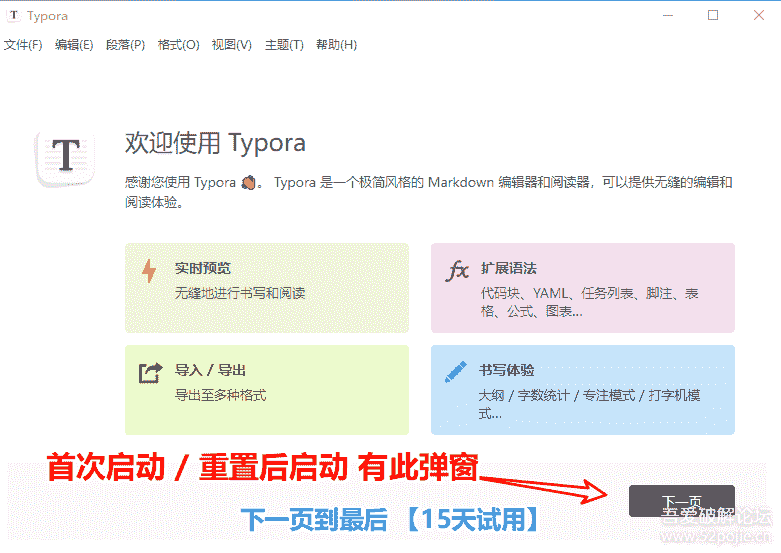 Typora
文件(F) 编辑(E) 段落(P) 格式(O) 视图(V) 主题(T) 帮助(H)
T
欢迎使用 Typora
感谢您使用 Typora 。 Typora 是一个极简风格的 Markdown 编辑器和阅读器，可以提供无缝的编辑和
阅读体验。
实时预览
无缝地进行书写和阅读
fx 扩展语法
代码块、YAML、任务列表、脚注、表
格、公式、图表...
导入 / 导出
导出至多种格式
书写体验
大纲 / 字数统计 / 专注模式 / 打字机模
式...
首次启动 / 重置后启动 有此弹窗
下一页
下一页到最后 【15天试用】
吾爱破解论坛
www.52pojie.cn